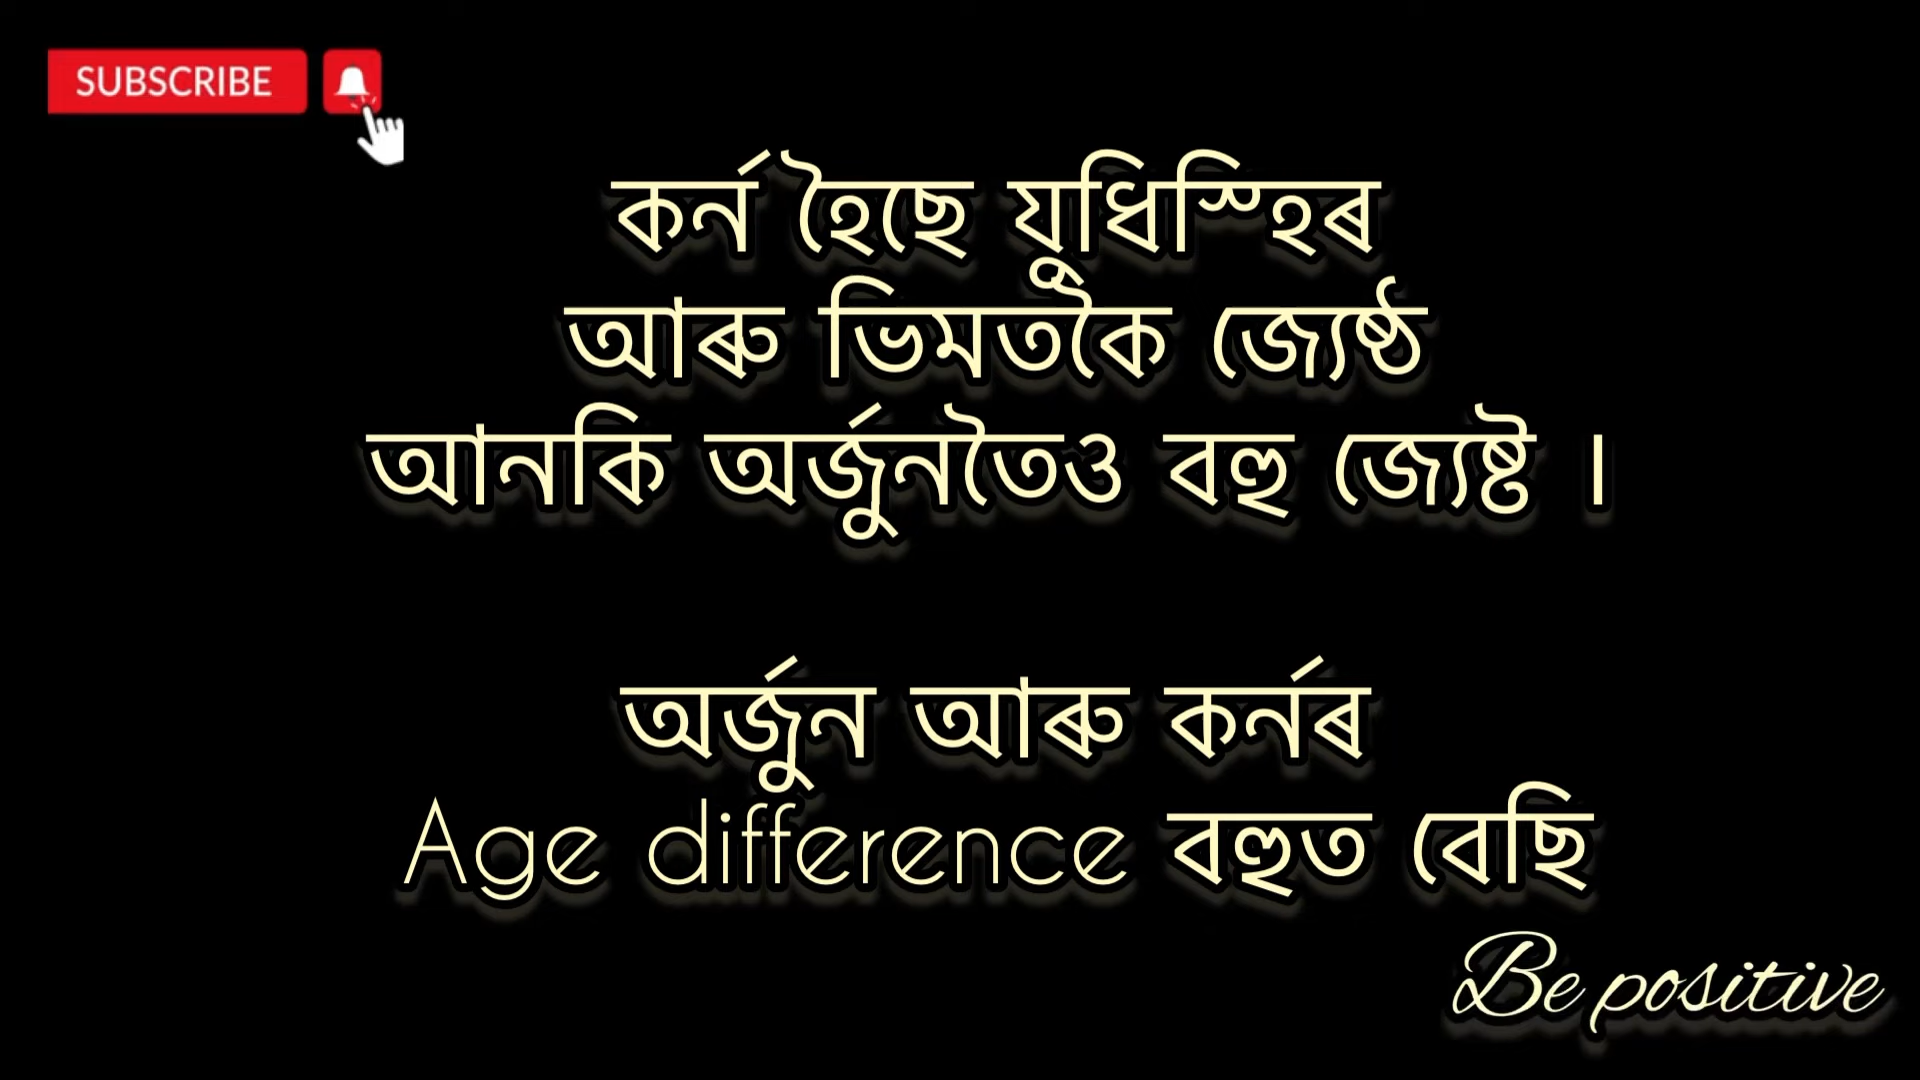 SUBSCRIBE
কৰ্ন হৈছে যুধিস্হিৰ
আৰু ভিমতকৈ জ্যেষ্ঠ
আনকি অৰ্জুনতৈও বহু জ্যেষ্ট ।
অৰ্জুন আৰু কৰ্নৰ
Age difference বহুত বেছি
Be positive